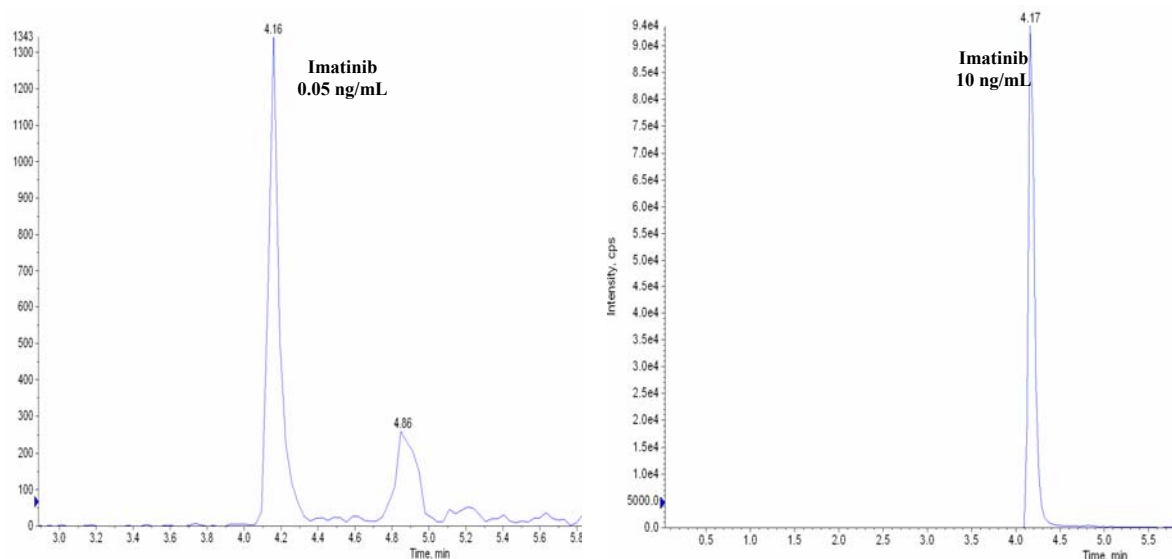 1343
1300
1200
1100
1000
900
800
700
600
500
400
300
200
100
0
4.16
Imatinib
0.05 ng/mL
4.86
3.0 3.2 3.4 3.6 3.8 4.0 4.2 4.4 4.6 4.8 5.0 5.2 5.4 5.6 5.8
Time, min
Intensity, cps
9.4e4
9.0e4
8.5e4
8.0e4
7.5e4
7.0e4
6.5e4
6.0e4
5.5e4
5.0e4
4.5e4
4.0e4
3.5e4
3.0e4
2.5e4
2.0e4
1.5e4
1.0e4
5000.0
0.0
4.17
Imatinib
10 ng/mL
0.5 1.0 1.5 2.0 2.5 3.0 3.5 4.0 4.5 5.0 5.5
Time, min